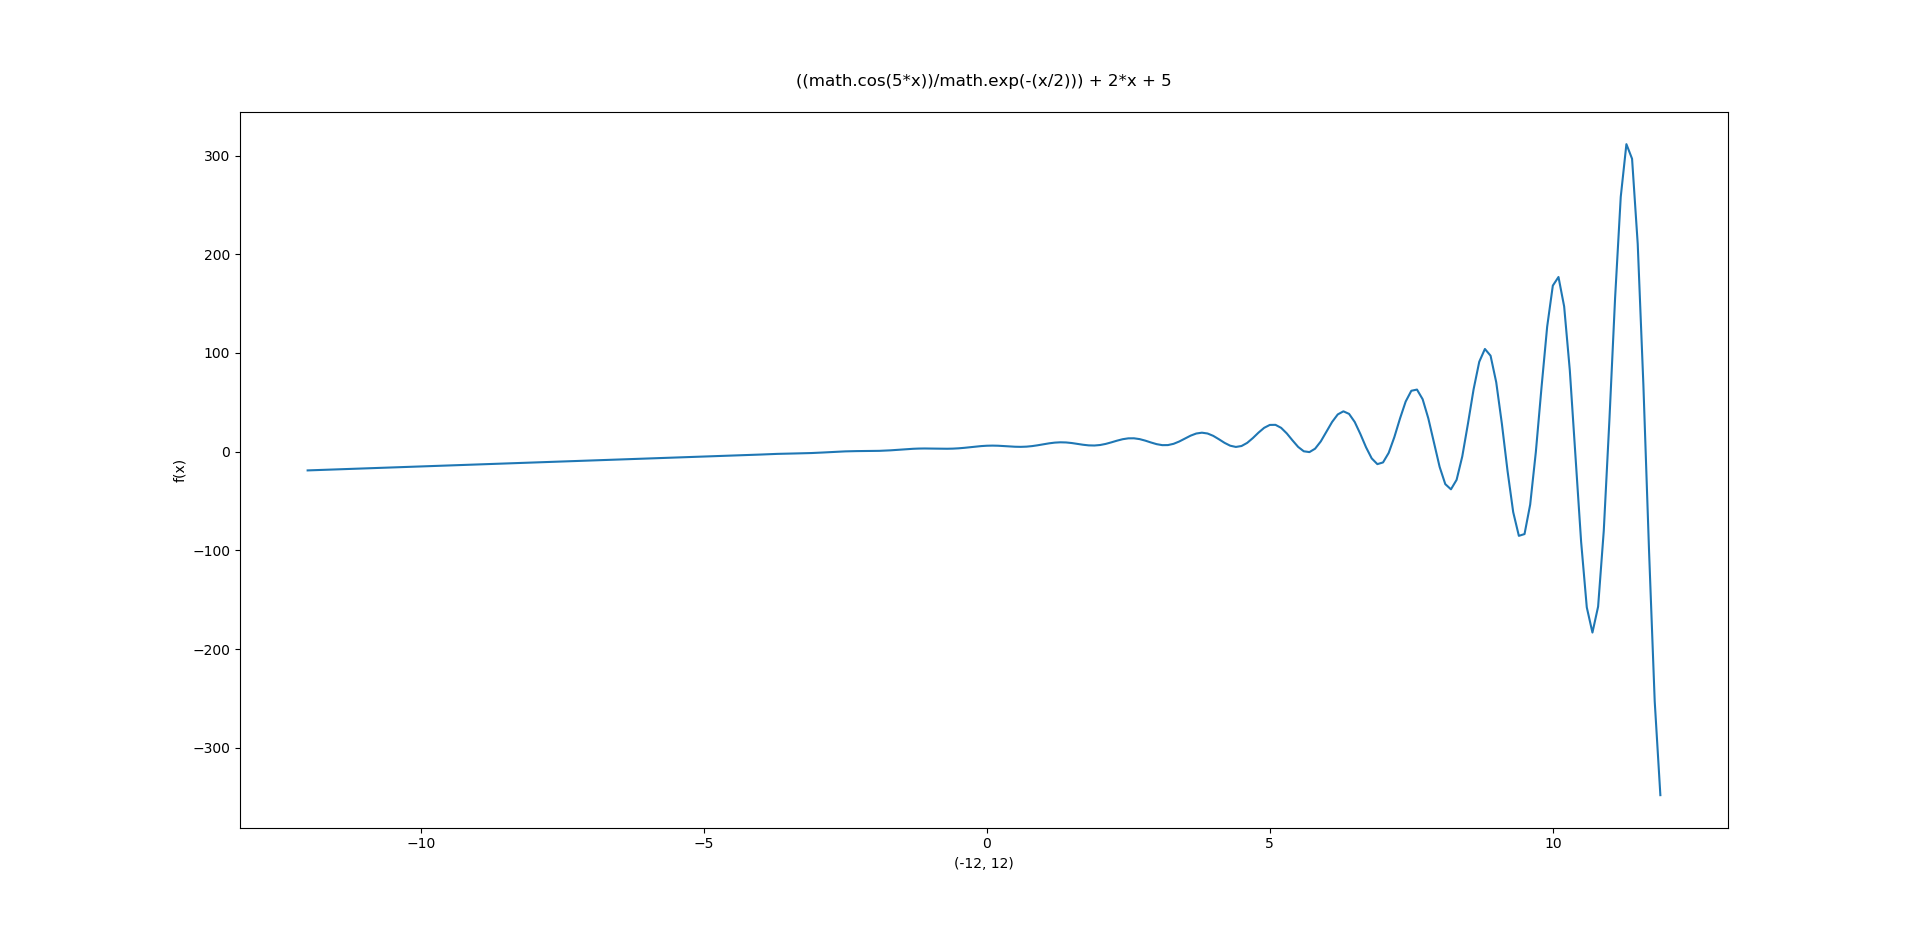 ((math.cos(5*x))/math.exp(-(x/2))) + 2*x + 5
300
200
100
0
−100
−200
−300
f(x)
−10 −5 0 5 10
(-12, 12)